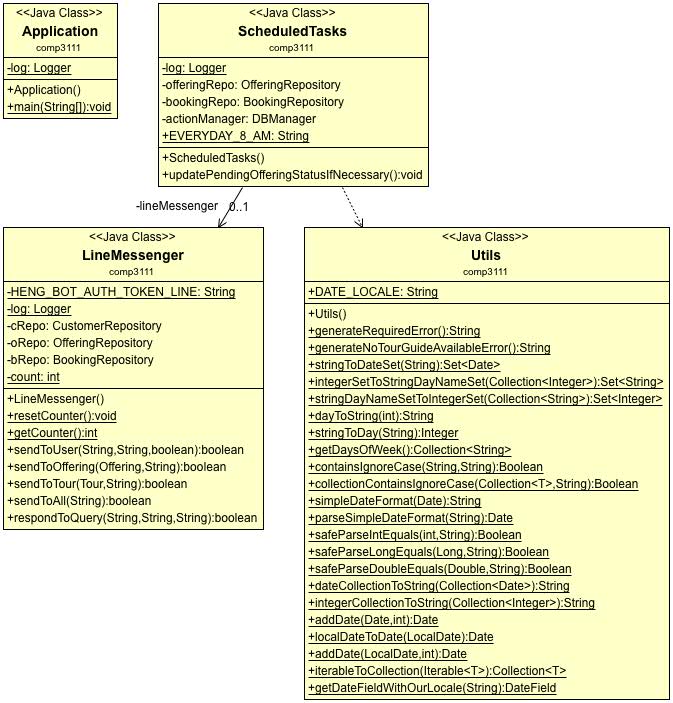 <<Java Class>>
Application
comp3111
-log: Logger
+Application()
+main(String[]):void
<<Java Class>>
ScheduledTasks
comp3111
-log: Logger
-offeringRepo: OfferingRepository
-bookingRepo: BookingRepository
-actionManager: DBManager
+EVERYDAY_8_AM: String
+ScheduledTasks()
+updatePendingOfferingStatusIfNecessary():void
-lineMessenger 0..1
<<Java Class>>
LineMessenger
comp3111
-HENG_BOT_AUTH_TOKEN_LINE: String
-log: Logger
-cRepo: CustomerRepository
-oRepo: OfferingRepository
-bRepo: BookingRepository
-count: int
+LineMessenger()
+resetCounter():void
+getCounter():int
+sendToUser(String,String,boolean):boolean
+sendToOffering(Offering,String):boolean
+sendToTour(Tour,String):boolean
+sendToAll(String):boolean
+respondToQuery(String,String,String):boolean
<<Java Class>>
Utils
comp3111
+DATE_LOCALE: String
+Utils()
+generateRequiredError():String
+generateNoTourGuideAvailableError():String
+stringToDateSet(String):Set<Date>
+integerSetToStringDayNameSet(Collection<Integer>):Set<String>
+stringDayNameSetToIntegerSet(Collection<String>):Set<Integer>
+dayToString(int):String
+stringToDay(String):Integer
+getDaysOfWeek():Collection<String>
+containsIgnoreCase(String,String):Boolean
+collectionContainsIgnoreCase(Collection<T>,String):Boolean
+simpleDateFormat(Date):String
+parseSimpleDateFormat(String):Date
+safeParseIntEquals(int,String):Boolean
+safeParseLongEquals(Long,String):Boolean
+safeParseDoubleEquals(Double,String):Boolean
+dateCollectionToString(Collection<Date>):String
+integerCollectionToString(Collection<Integer>):String
+addDate(Date,int):Date
+localDateToDate(LocalDate):Date
+addDate(LocalDate,int):Date
+iterableToCollection(Iterable<T>):Collection<T>
+getDateFieldWithOurLocale(String):DateField